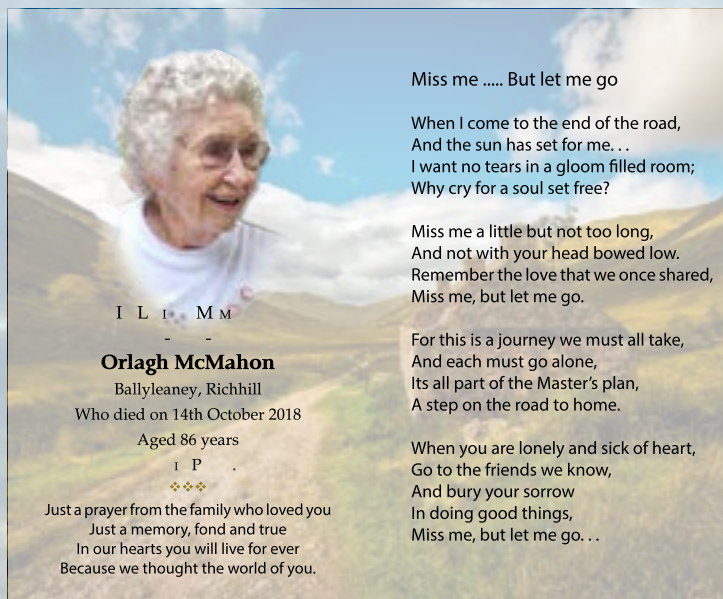 I L I M M
- -
Orlagh McMahon
Ballyleaney, Richhill
Who died on 14th October 2018
Aged 86 years
I P .
Just a prayer from the family who loved you
Just a memory, fond and true
In our hearts you will live for ever
Because we thought the world of you.

Miss me ..... But let me go

When I come to the end of the road,
And the sun has set for me. . .
I want no tears in a gloom filled room;
Why cry for a soul set free?

Miss me a little but not too long,
And not with your head bowed low.
Remember the love that we once shared,
Miss me, but let me go.

For this is a journey we must all take,
And each must go alone,
Its all part of the Master’s plan,
A step on the road to home.

When you are lonely and sick of heart,
Go to the friends we know,
And bury your sorrow
In doing good things,
Miss me, but let me go. . .